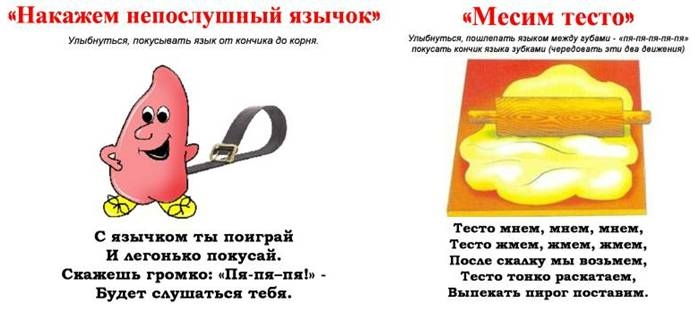 «Накажем непослушный язычок»
Улыбнуться, покусывать язык от кончика до корня.
С язычком ты поиграй
И легонько покусай.
Скажешь громко: «Пя-пя–пя!» -
Будет слушаться тебя.
«Месим тесто»
Улыбнуться, пошлепать языком между губами - «пя-пя-пя-пя-пя»
покусать кончик языка зубками (чередовать эти два движения)
Тесто мнем, мнем, мнем,
Тесто жмем, жмем, жмем,
После скалку мы возьмем,
Тесто тонко раскатаем,
Выпекать пирог поставим.